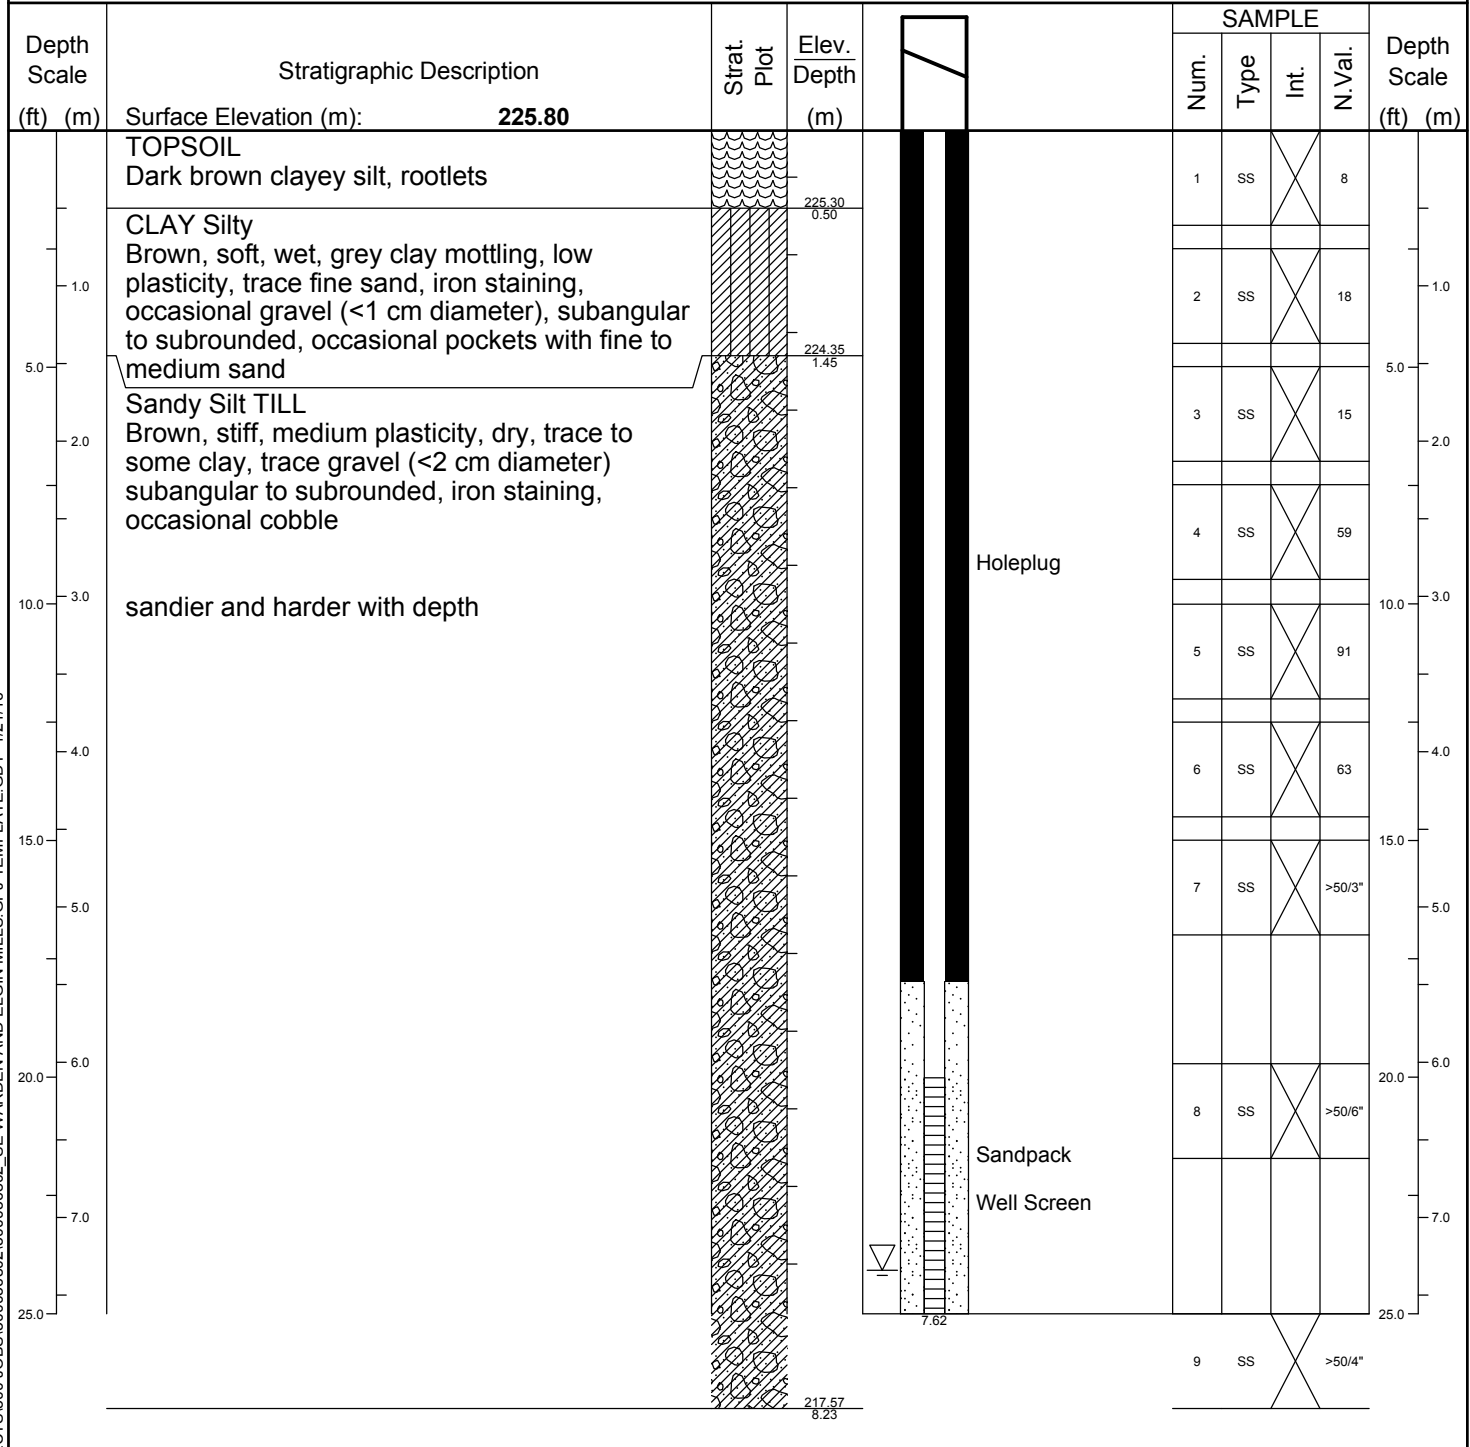 SAMPLE
Depth Scale
(ft) (m)
Stratigraphic Description
Surface Elevation (m): 225.80
Strat. Plot
Elev.
Depth
(m)
Num.
Type
Int.
N.Val.
Depth Scale
(ft) (m)
TOPSOIL
Dark brown clayey silt, rootlets
225.30
0.50
1 SS 8
CLAY Silty
Brown, soft, wet, grey clay mottling, low
plasticity, trace fine sand, iron staining,
occasional gravel (<1 cm diameter), subangular
to subrounded, occasional pockets with fine to
medium sand
1.0
2 SS 18
1.0
224.35
1.45
5.0
5.0
Sandy Silt TILL
Brown, stiff, medium plasticity, dry, trace to
some clay, trace gravel (<2 cm diameter)
subangular to subrounded, iron staining,
occasional cobble
3 SS 15
2.0
2.0
4 SS 59
Holeplug
sandier and harder with depth
10.0
3.0
10.0
3.0
5 SS 91
4.0
4.0
6 SS 63
15.0
15.0
7 SS >50/3"
5.0
5.0
6.0
6.0
20.0
20.0
8 SS >50/6"
Sandpack
Well Screen
7.0
7.0
25.0
25.0
7.62
9 SS >50/4"
217.57
8.23